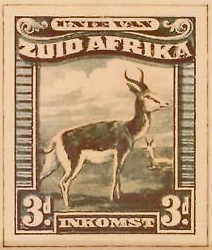 UNIE VAN
ZUID AFRIKA
3d 3d
INKOMST